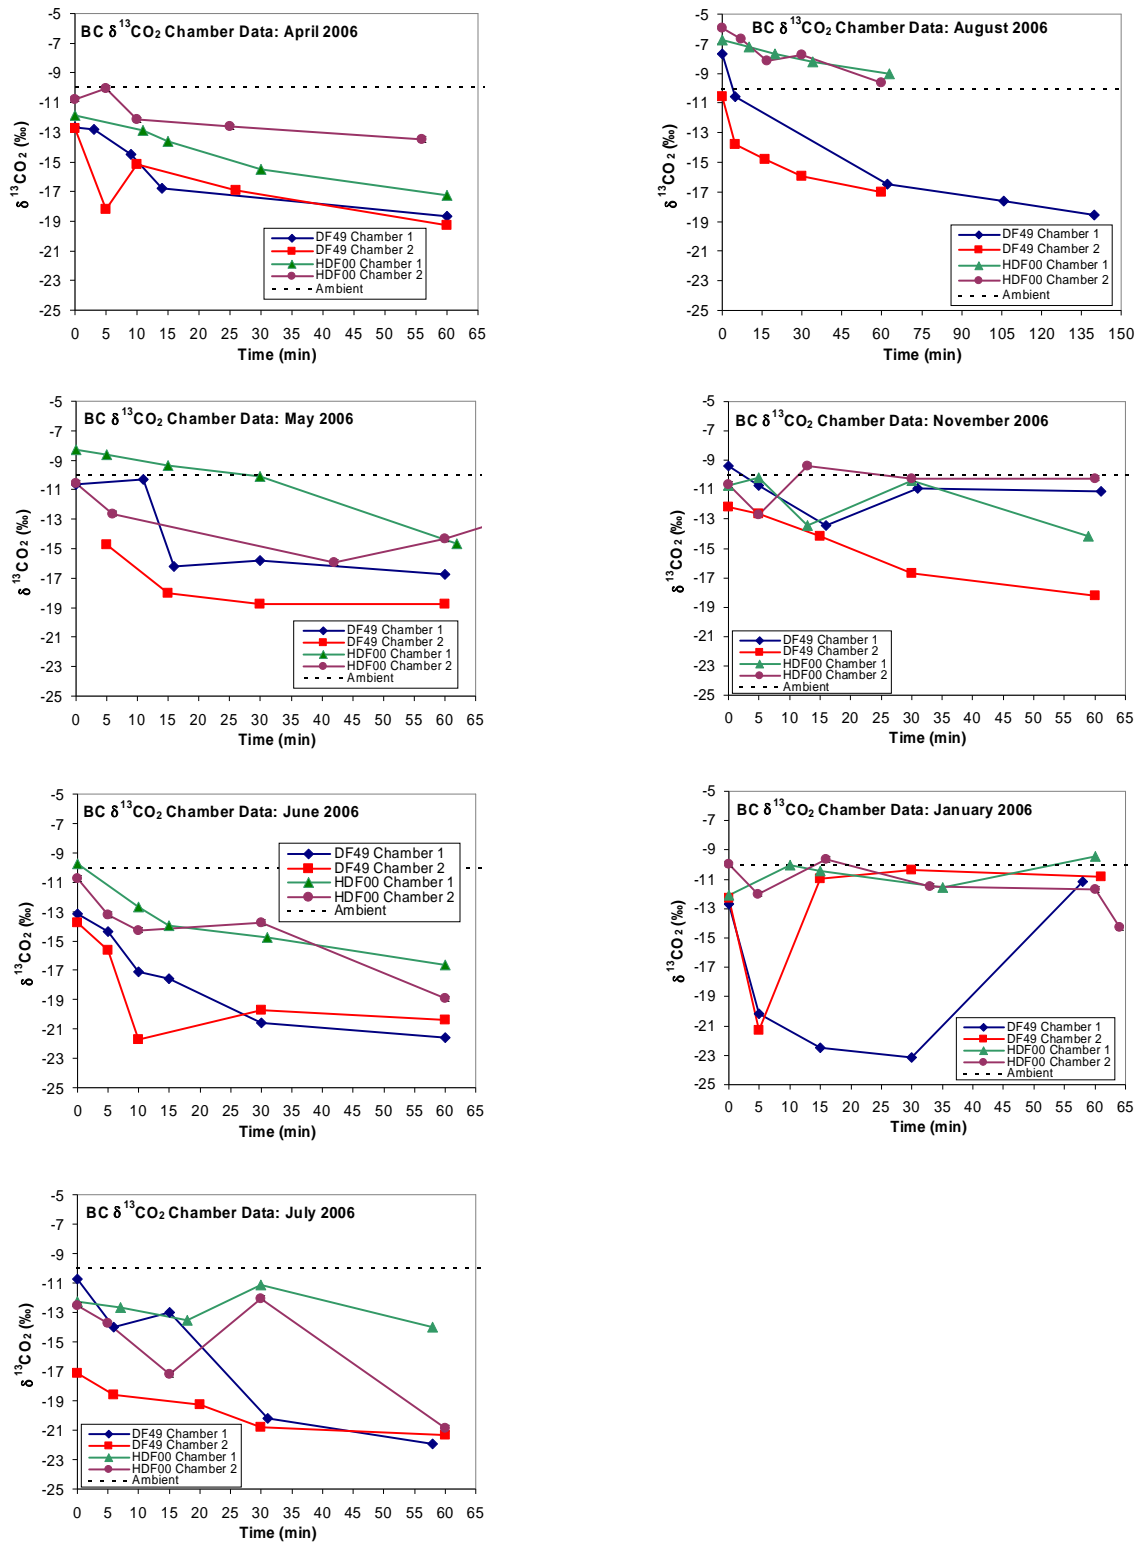 BC δ¹³CO₂ Chamber Data: April 2006
-5
-7
-9
-11
-13
-15
-17
-19
-21
-23
-25
δ ¹³CO₂ (‰)
DF49 Chamber 1
DF49 Chamber 2
HDF00 Chamber 1
HDF00 Chamber 2
Ambient
0 5 10 15 20 25 30 35 40 45 50 55 60 65
Time (min)
BC δ¹³CO₂ Chamber Data: August 2006
-5
-7
-9
-11
-13
-15
-17
-19
-21
-23
-25
δ ¹³CO₂ (‰)
DF49 Chamber 1
DF49 Chamber 2
HDF00 Chamber 1
HDF00 Chamber 2
Ambient
0 15 30 45 60 75 90 105 120 135 150
Time (min)
BC δ¹³CO₂ Chamber Data: May 2006
-5
-7
-9
-11
-13
-15
-17
-19
-21
-23
-25
δ ¹³CO₂ (‰)
DF49 Chamber 1
DF49 Chamber 2
HDF00 Chamber 1
HDF00 Chamber 2
Ambient
0 5 10 15 20 25 30 35 40 45 50 55 60 65
Time (min)
BC δ¹³CO₂ Chamber Data: November 2006
-5
-7
-9
-11
-13
-15
-17
-19
-21
-23
-25
δ ¹³CO₂ (‰)
DF49 Chamber 1
DF49 Chamber 2
HDF00 Chamber 1
HDF00 Chamber 2
Ambient
0 5 10 15 20 25 30 35 40 45 50 55 60 65
Time (min)
BC δ¹³CO₂ Chamber Data: June 2006
-5
-7
-9
-11
-13
-15
-17
-19
-21
-23
-25
δ ¹³CO₂ (‰)
DF49 Chamber 1
DF49 Chamber 2
HDF00 Chamber 1
HDF00 Chamber 2
Ambient
0 5 10 15 20 25 30 35 40 45 50 55 60 65
Time (min)
BC δ¹³CO₂ Chamber Data: January 2006
-5
-7
-9
-11
-13
-15
-17
-19
-21
-23
-25
δ ¹³CO₂ (‰)
DF49 Chamber 1
DF49 Chamber 2
HDF00 Chamber 1
HDF00 Chamber 2
Ambient
0 5 10 15 20 25 30 35 40 45 50 55 60 65
Time (min)
BC δ¹³CO₂ Chamber Data: July 2006
-5
-7
-9
-11
-13
-15
-17
-19
-21
-23
-25
δ ¹³CO₂ (‰)
DF49 Chamber 1
DF49 Chamber 2
HDF00 Chamber 1
HDF00 Chamber 2
Ambient
0 5 10 15 20 25 30 35 40 45 50 55 60 65
Time (min)